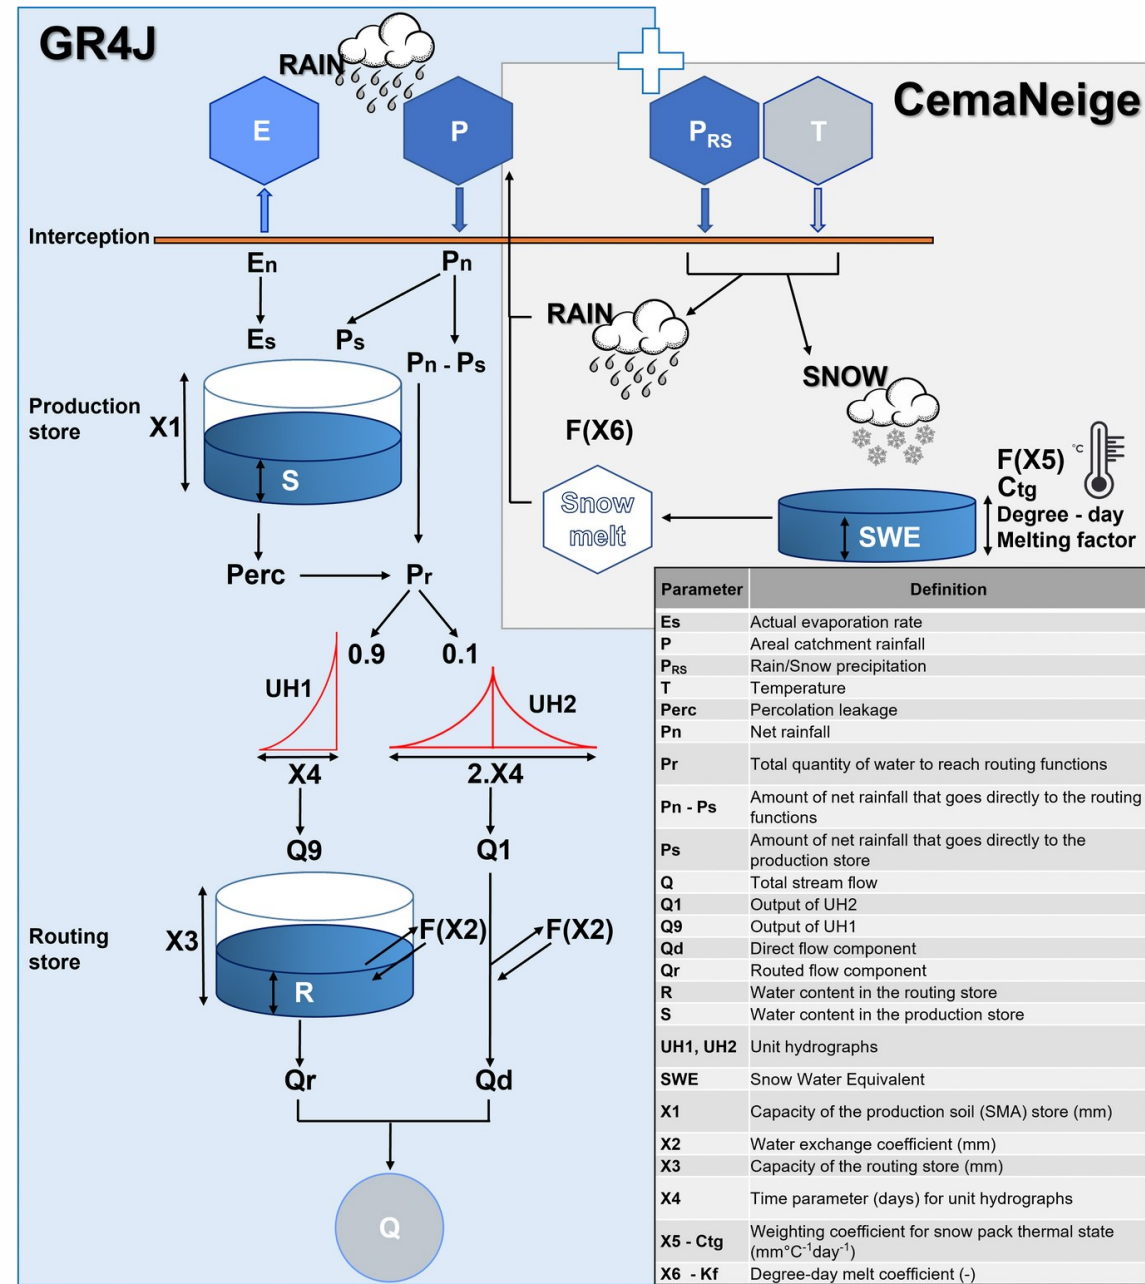 GR4J
RAIN
CemaNeige
E
P
P_RS
T
Interception
En
Pn
Es
Ps
Pn - Ps
RAIN
SNOW
Production
store
X1
S
F(X6)
Snow
melt
°C
F(X5)
Ctg
Degree - day
Melting factor
SWE
Perc
Pr
0.9
0.1
UH1
UH2
X4
2.X4
Q9
Q1
Routing
store
X3
F(X2)
F(X2)
R
Qr
Qd
Q
Parameter Definition
Es Actual evaporation rate
P Areal catchment rainfall
P_RS Rain/Snow precipitation
T Temperature
Perc Percolation leakage
Pn Net rainfall
Pr Total quantity of water to reach routing functions
Pn - Ps Amount of net rainfall that goes directly to the routing
functions
Ps Amount of net rainfall that goes directly to the
production store
Q Total stream flow
Q1 Output of UH2
Q9 Output of UH1
Qd Direct flow component
Qr Routed flow component
R Water content in the routing store
S Water content in the production store
UH1, UH2 Unit hydrographs
SWE Snow Water Equivalent
X1 Capacity of the production soil (SMA) store (mm)
X2 Water exchange coefficient (mm)
X3 Capacity of the routing store (mm)
X4 Time parameter (days) for unit hydrographs
X5 - Ctg Weighting coefficient for snow pack thermal state
(mm°C⁻¹day⁻¹)
X6 - Kf Degree-day melt coefficient (-)